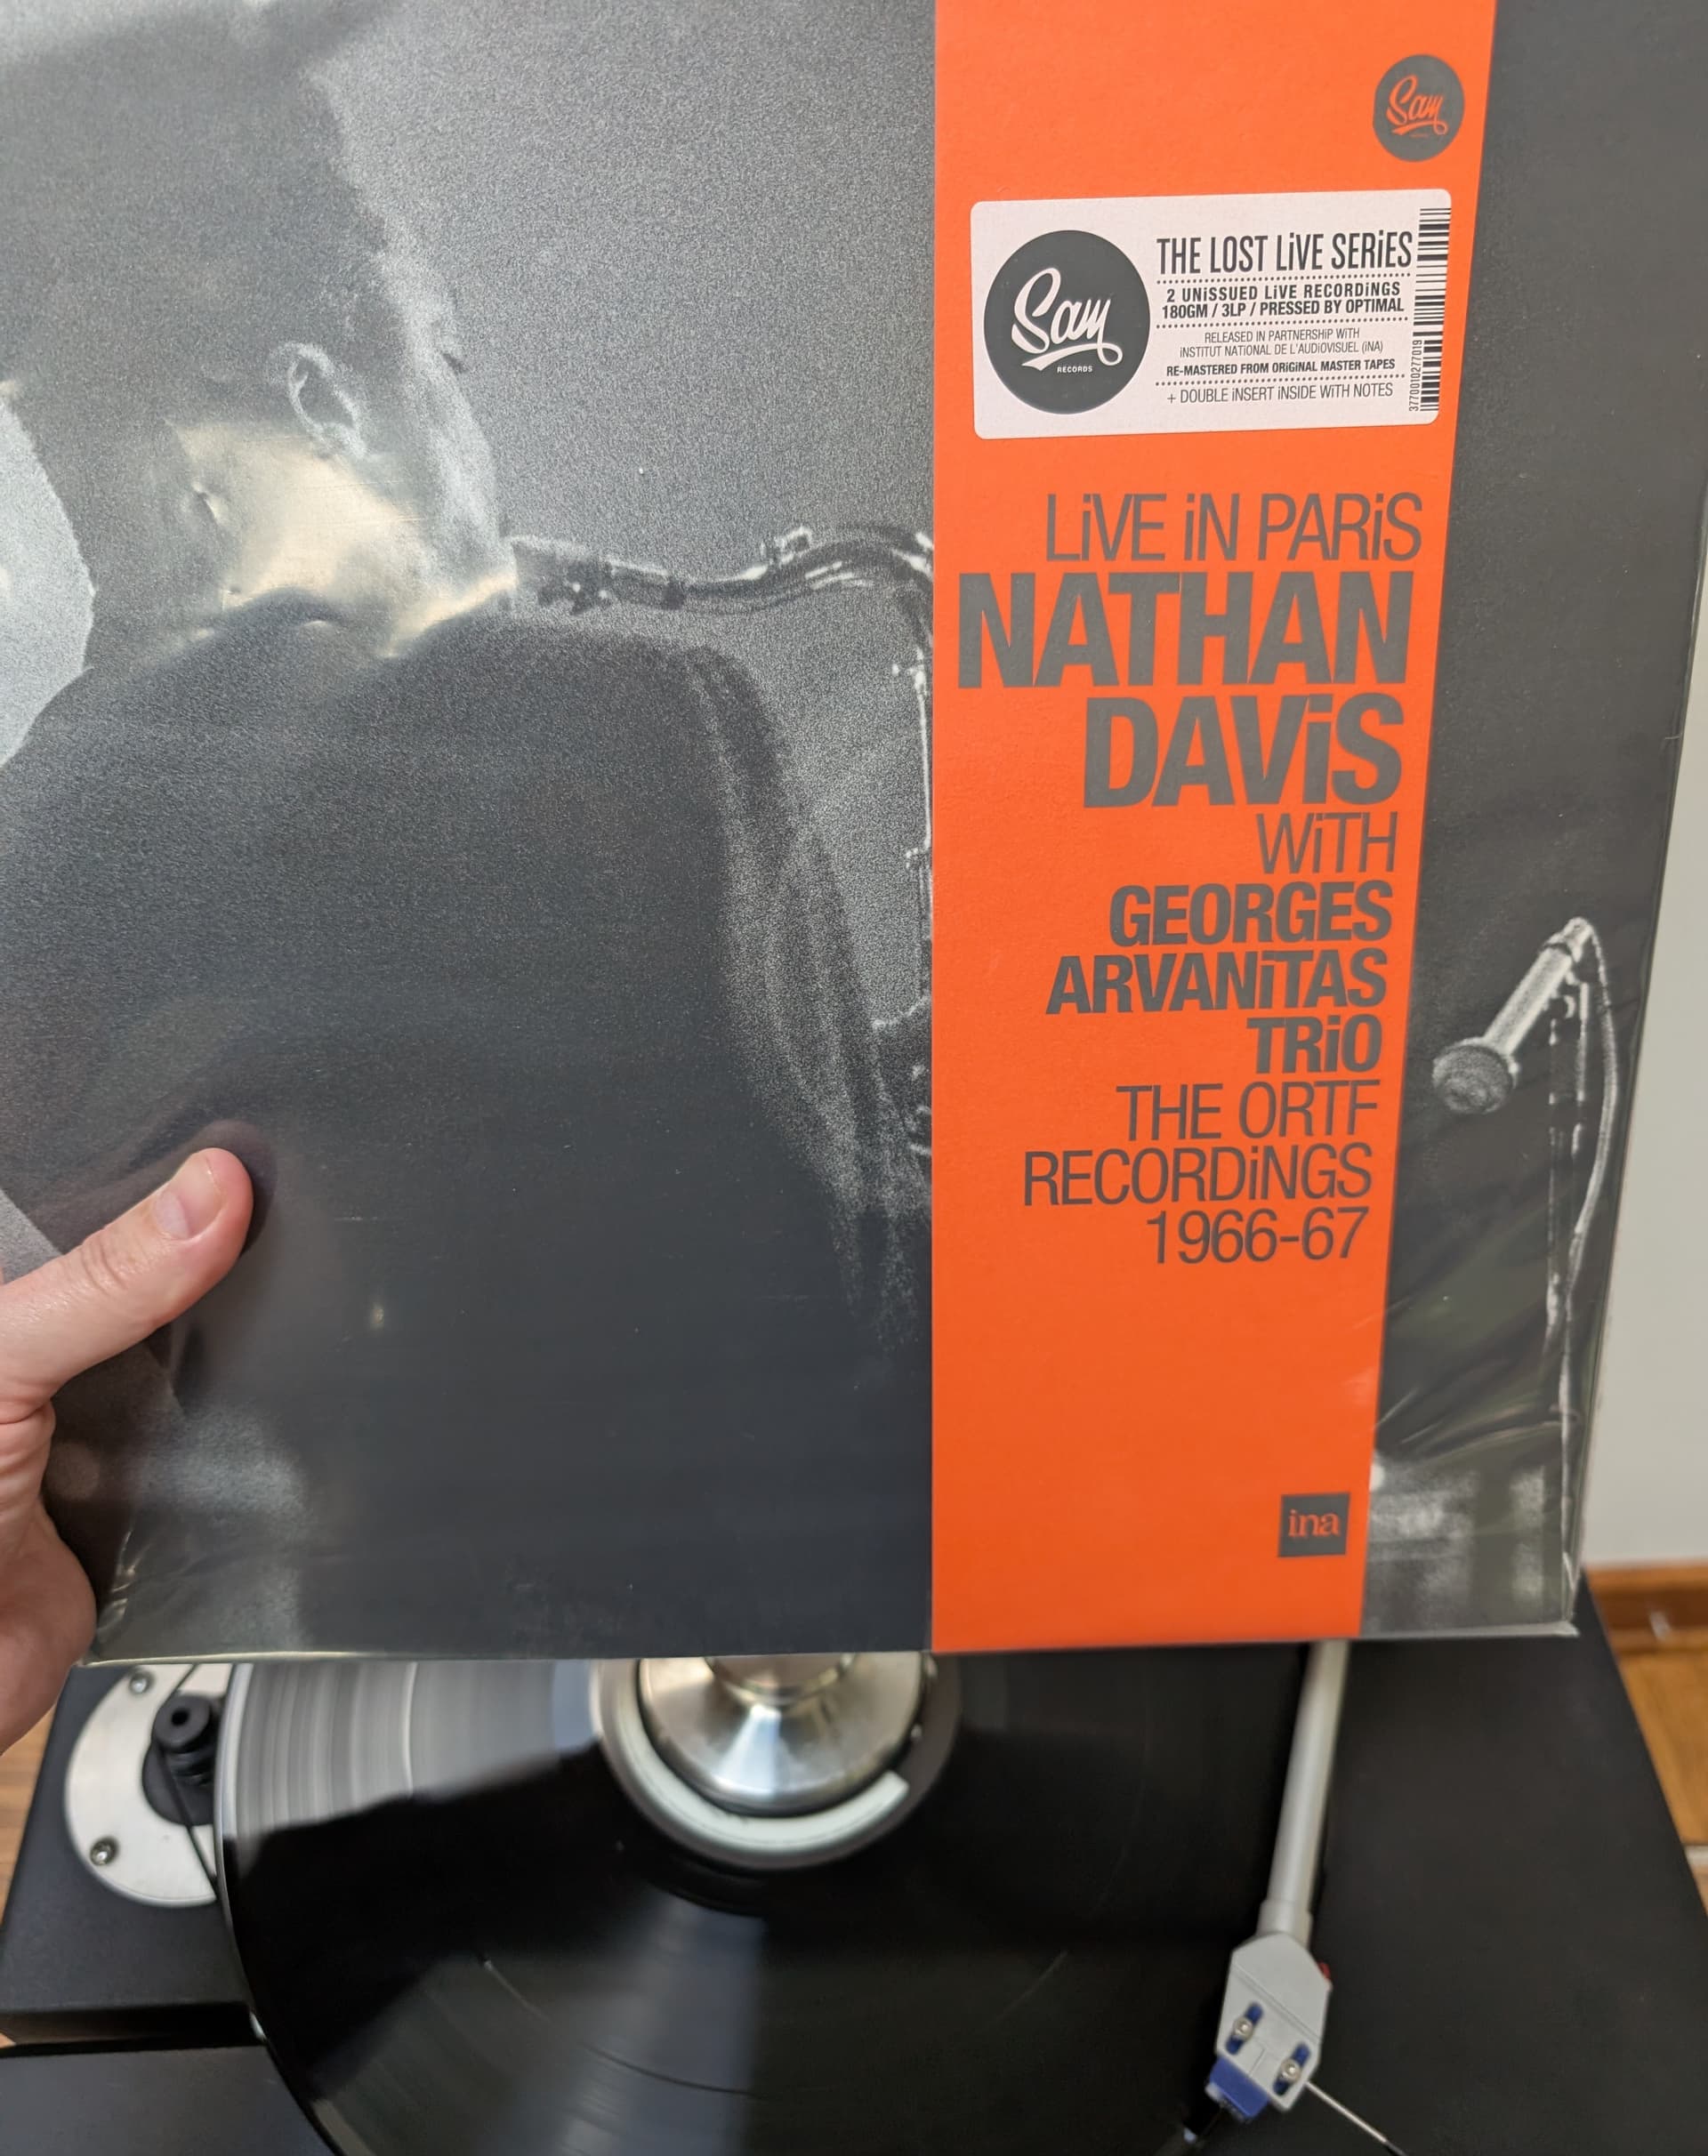 Sam
Sam
RECORDS
THE LOST LiVE SERiES
2 UNiSSUED LiVE RECORDiNGS
180GM / 3LP / PRESSED BY OPTIMAL
RELEASED IN PARTNERSHiP WiTH
iNSTITUT NATIONAL DE L'AUDiOVISUEL (iNA)
RE-MASTERED FROM ORiGiNAL MASTER TAPES
+ DOUBLE iNSERT iNSiDE WiTH NOTES
3770010277019
LiVE iN PARiS
NATHAN
DAViS
WiTH
GEORGES
ARVANiTAS
TRiO
THE ORTF
RECORDiNGS
1966-67
ina